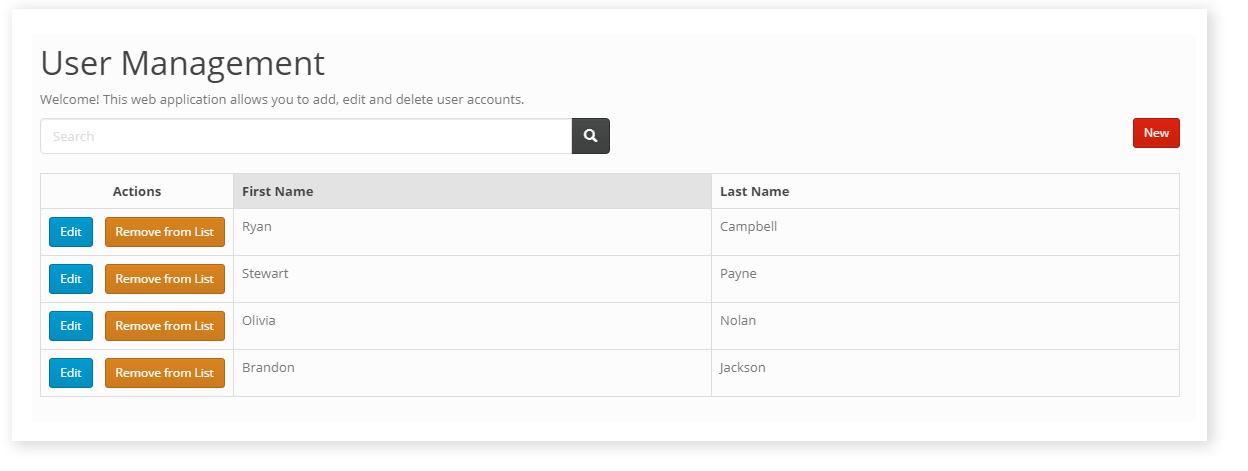 User Management
Welcome! This web application allows you to add, edit and delete user accounts.
Search
New
Actions First Name Last Name
Edit Remove from List Ryan Campbell
Edit Remove from List Stewart Payne
Edit Remove from List Olivia Nolan
Edit Remove from List Brandon Jackson